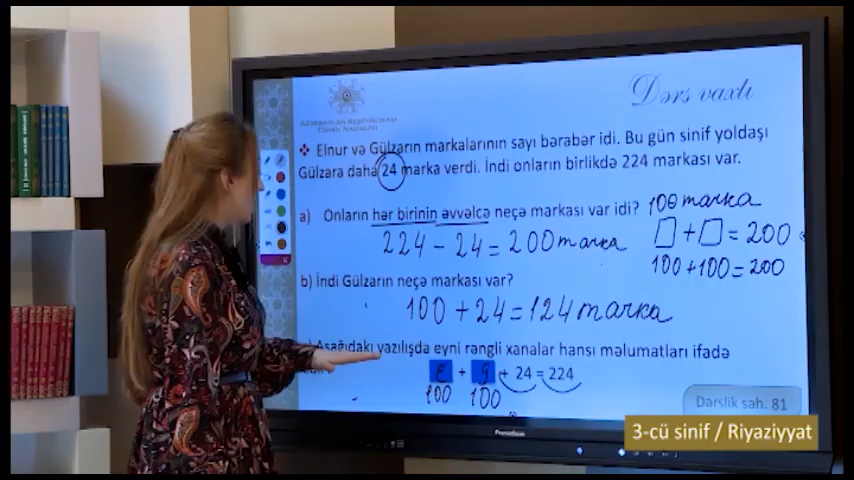 Dərs vaxtı
AZƏRBAYCAN RESPUBLİKASI
TƏHSİL NAZİRLİYİ
Elnur və Gülzarın markalarının sayı bərabər idi. Bu gün sinif yoldaşı
Gülzara daha 24 marka verdi. İndi onların birlikdə 224 markası var.
a) Onların hər birinin əvvəlcə neçə markası var idi? 100 marka
224 - 24 = 200 marka
□ + □ = 200
100 + 100 = 200
b) İndi Gülzarın neçə markası var?
100 + 24 = 124 marka
Aşağıdakı yazılışda eyni rəngli xanalar hansı məlumatları ifadə
e + g + 24 = 224
100 100
Dərslik səh. 81
Promethean
3-cü sinif / Riyaziyyat